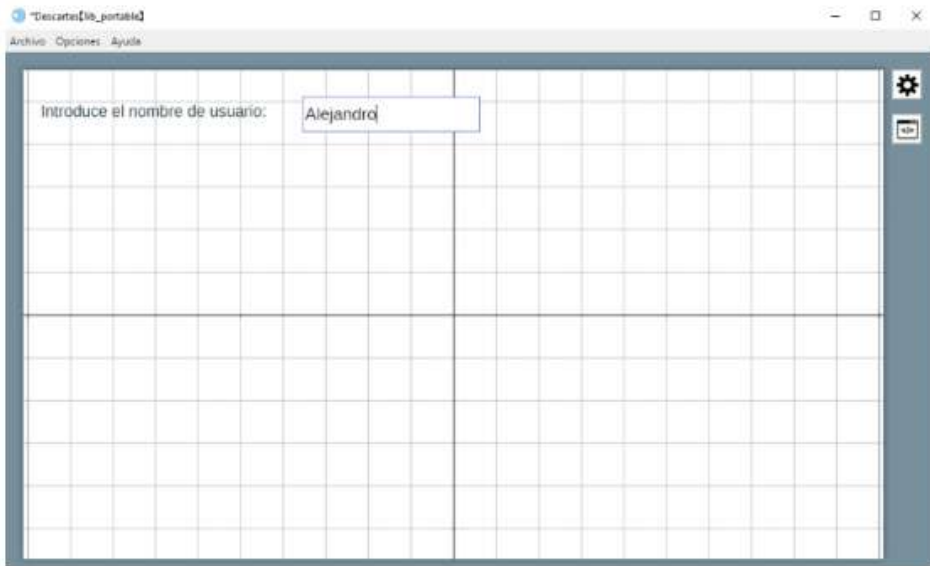 *Descartes【lib_portable】
Archivo Opciones Ayuda
Introduce el nombre de usuario: Alejandro